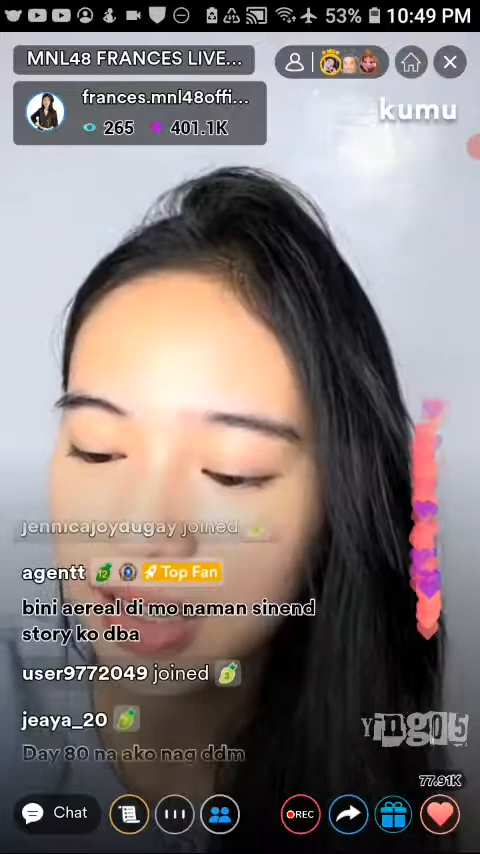 53% 10:49 PM
MNL48 FRANCES LIVE...
frances.mnl48offi...
265 401.1K
kumu
jennicajoydugay joined
agentt 12 Top Fan
bini aereal di mo naman sinend
story ko dba
user9772049 joined 3
jeaya_20
Day 80 na ako nag ddm
Ying05
77.91K
Chat REC